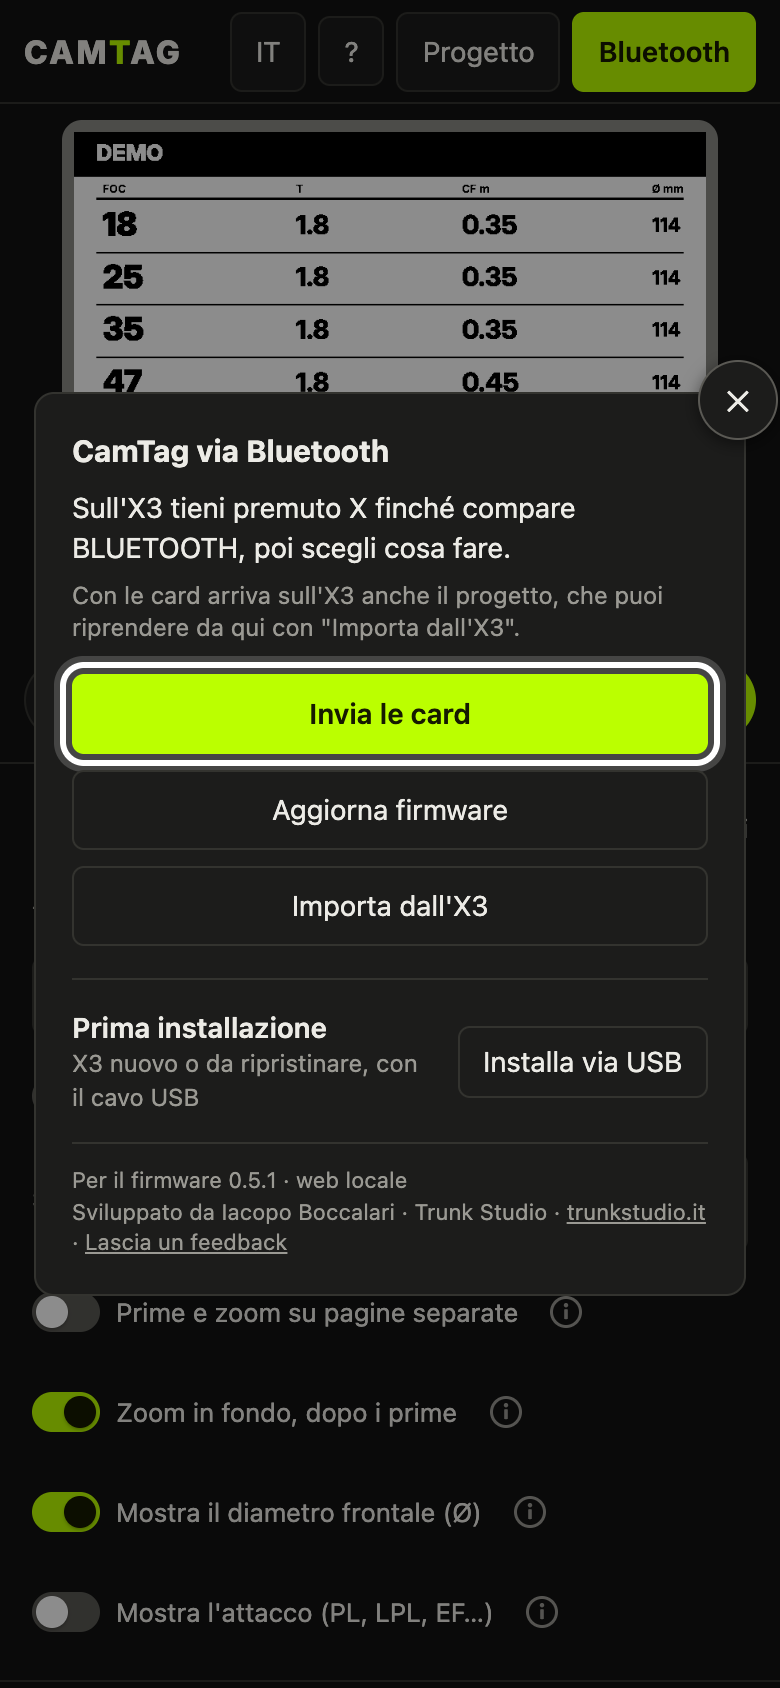 CAMTAG
IT
?
Progetto
Bluetooth
DEMO
FOC T CF m Ø mm
18 1.8 0.35 114
25 1.8 0.35 114
35 1.8 0.35 114
47 1.8 0.45 114
CamTag via Bluetooth
Sull'X3 tieni premuto X finché compare
BLUETOOTH, poi scegli cosa fare.
Con le card arriva sull'X3 anche il progetto, che puoi
riprendere da qui con "Importa dall'X3".
Invia le card
Aggiorna firmware
Importa dall'X3
Prima installazione
X3 nuovo o da ripristinare, con
il cavo USB
Installa via USB
Per il firmware 0.5.1 · web locale
Sviluppato da Iacopo Boccalari · Trunk Studio · trunkstudio.it
· Lascia un feedback
Prime e zoom su pagine separate
Zoom in fondo, dopo i prime
Mostra il diametro frontale (Ø)
Mostra l'attacco (PL, LPL, EF...)